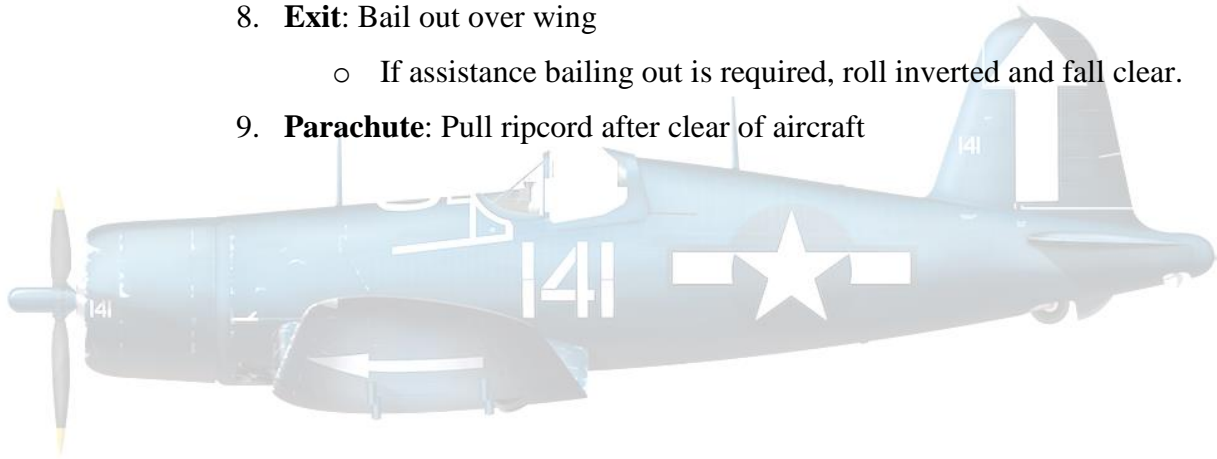 8. Exit: Bail out over wing
o If assistance bailing out is required, roll inverted and fall clear.
9. Parachute: Pull ripcord after clear of aircraft
141
141
141